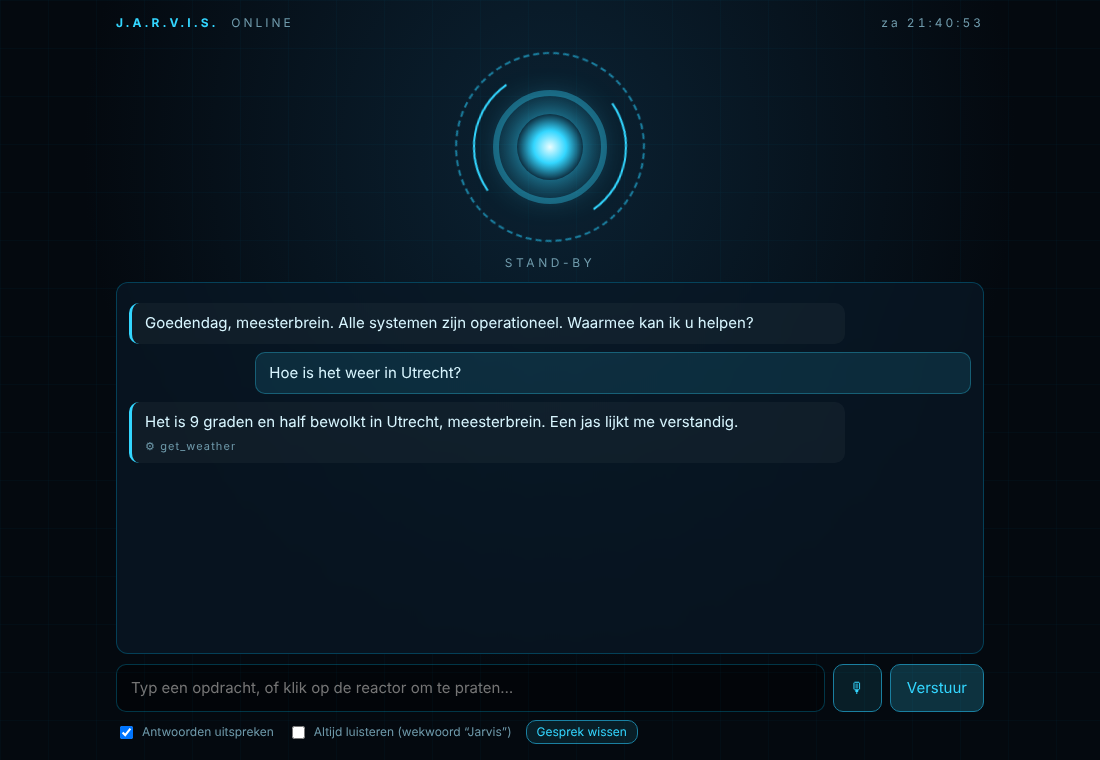 J.A.R.V.I.S. ONLINE
za 21:40:53
STAND-BY
Goedendag, meesterbrein. Alle systemen zijn operationeel. Waarmee kan ik u helpen?
Hoe is het weer in Utrecht?
Het is 9 graden en half bewolkt in Utrecht, meesterbrein. Een jas lijkt me verstandig.
⚙ get_weather
Typ een opdracht, of klik op de reactor om te praten...
Verstuur
Antwoorden uitspreken
Altijd luisteren (wekwoord “Jarvis”)
Gesprek wissen